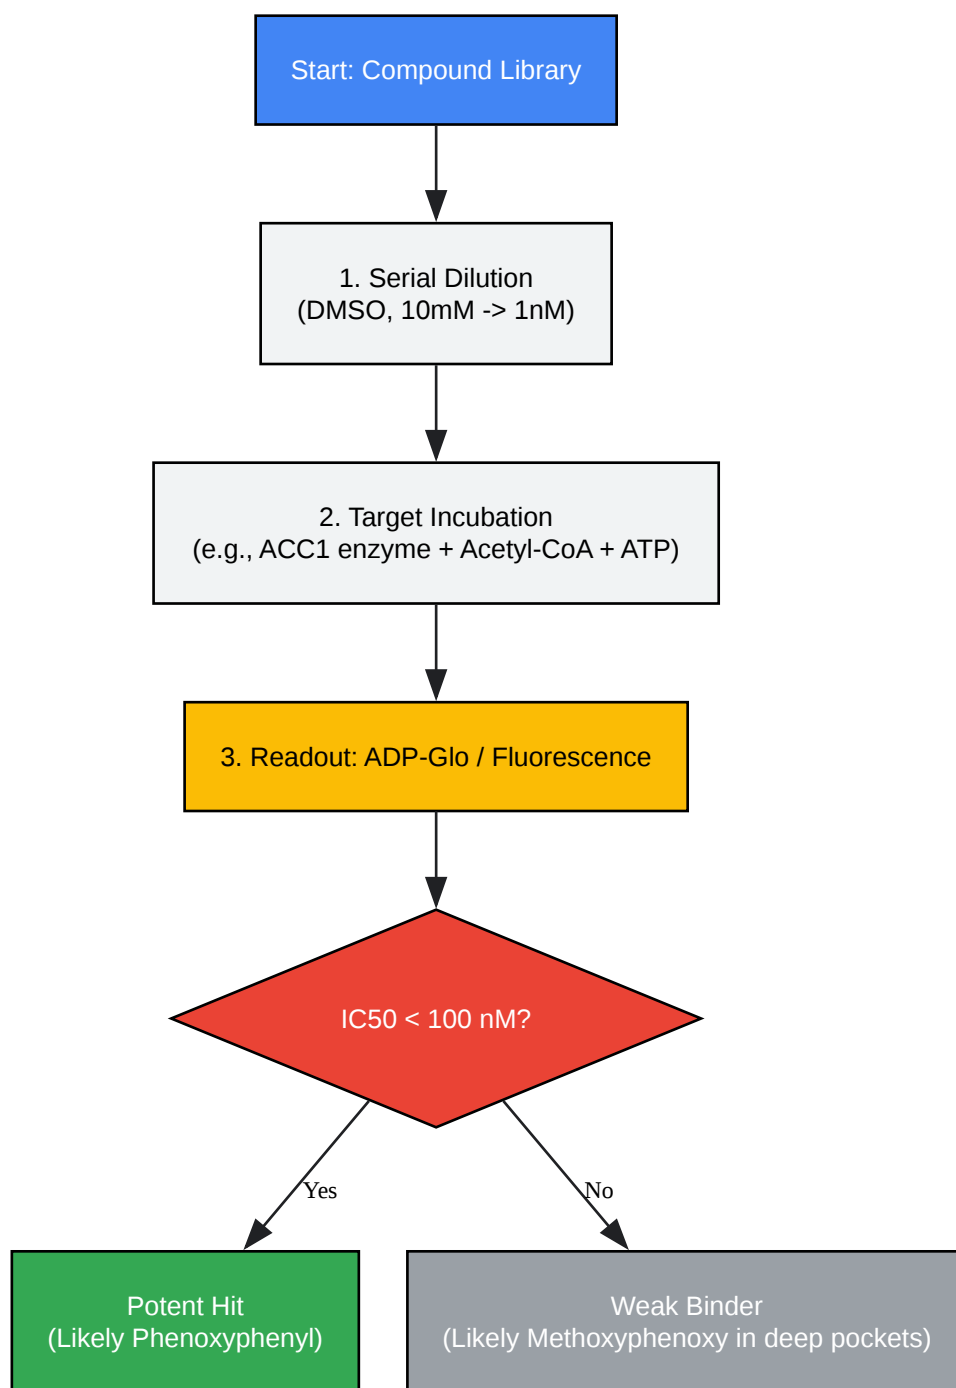 Start: Compound Library
1. Serial Dilution
(DMSO, 10mM -> 1nM)
2. Target Incubation
(e.g., ACC1 enzyme + Acetyl-CoA + ATP)
3. Readout: ADP-Glo / Fluorescence
IC50 < 100 nM?
Yes
No
Potent Hit
(Likely Phenoxyphenyl)
Weak Binder
(Likely Methoxyphenoxy in deep pockets)